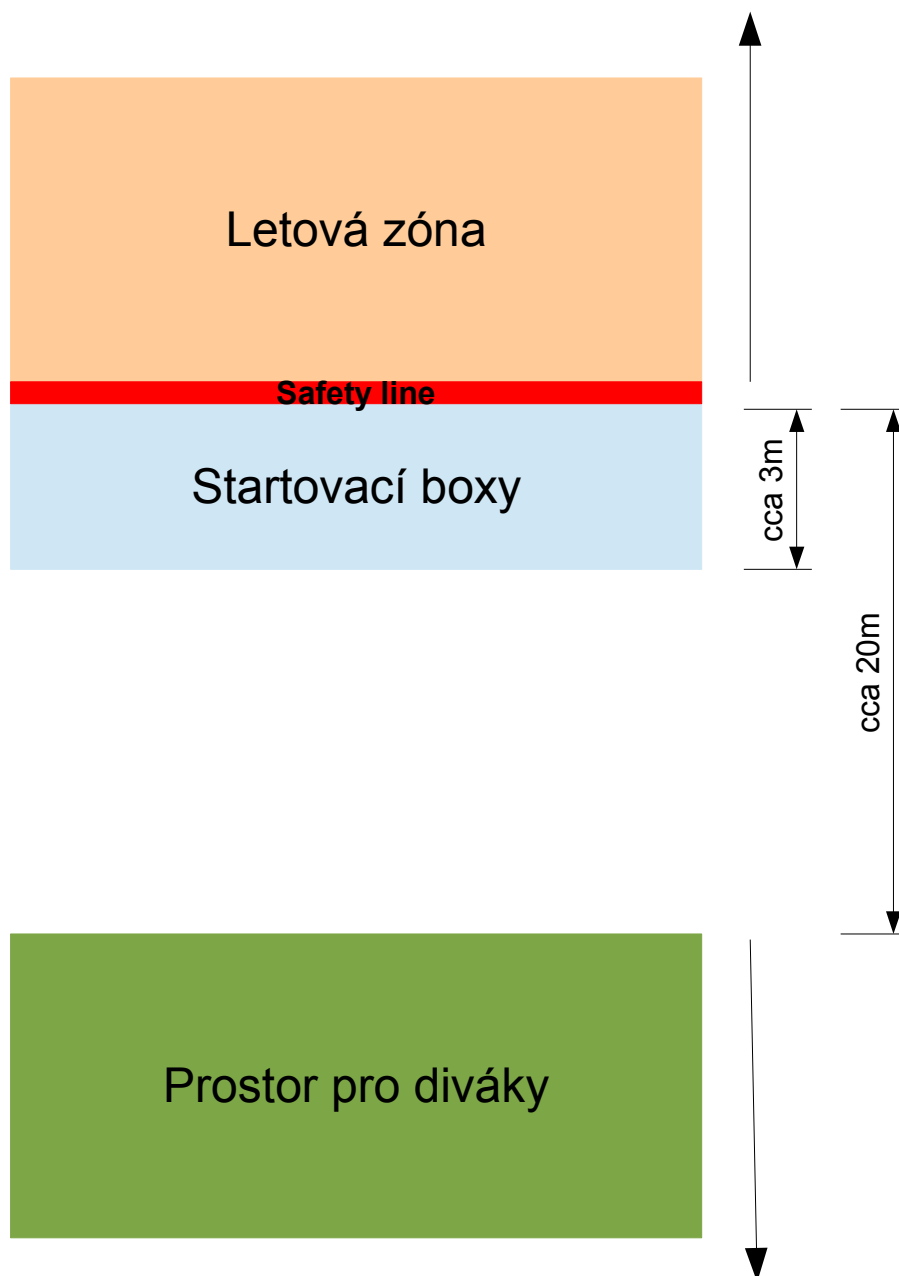 Letová zóna
Safety line
Startovací boxy
cca 3m
cca 20m
Prostor pro diváky